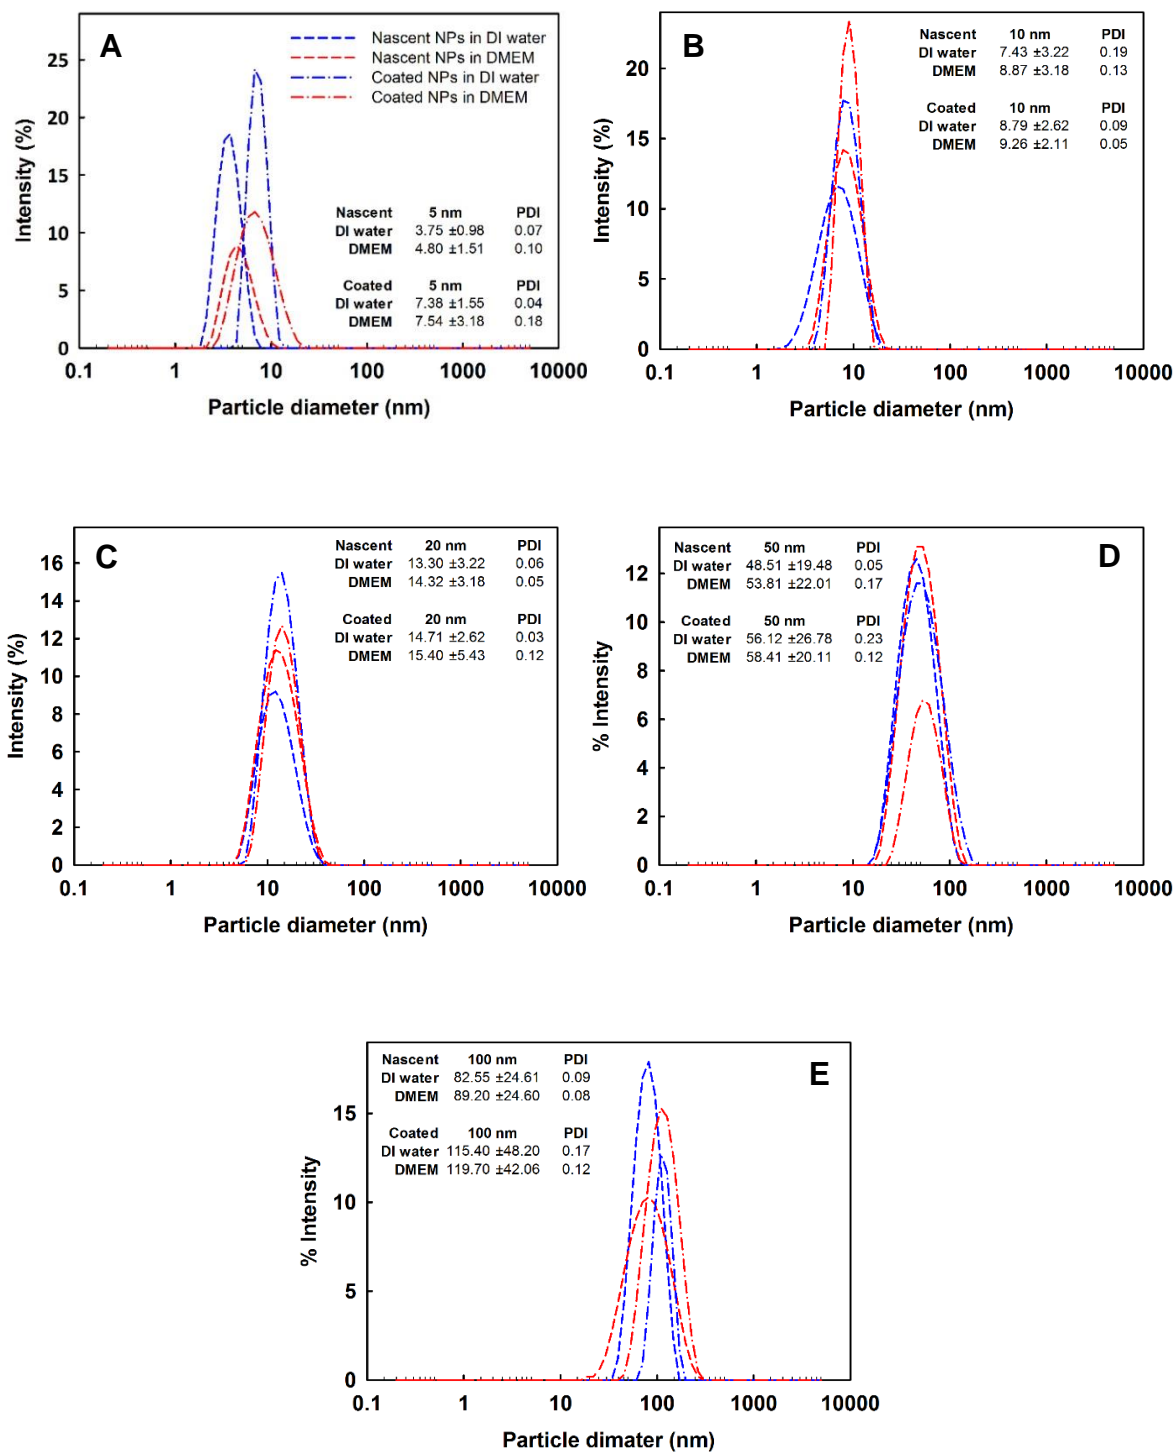 A
Nascent NPs in DI water
Nascent NPs in DMEM
Coated NPs in DI water
Coated NPs in DMEM
25
20
15
10
5
0
Intensity (%)
Nascent 5 nm PDI
DI water 3.75 ±0.98 0.07
DMEM 4.80 ±1.51 0.10
Coated 5 nm PDI
DI water 7.38 ±1.55 0.04
DMEM 7.54 ±3.18 0.18
0.1 1 10 100 1000 10000
Particle diameter (nm)
B
Nascent 10 nm PDI
DI water 7.43 ±3.22 0.19
DMEM 8.87 ±3.18 0.13
Coated 10 nm PDI
DI water 8.79 ±2.62 0.09
DMEM 9.26 ±2.11 0.05
20
15
10
5
0
Intensity (%)
0.1 1 10 100 1000 10000
Particle diameter (nm)
C
Nascent 20 nm PDI
DI water 13.30 ±3.22 0.06
DMEM 14.32 ±3.18 0.05
Coated 20 nm PDI
DI water 14.71 ±2.62 0.03
DMEM 15.40 ±5.43 0.12
16
14
12
10
8
6
4
2
0
Intensity (%)
0.1 1 10 100 1000 10000
Particle diameter (nm)
D
Nascent 50 nm PDI
DI water 48.51 ±19.48 0.05
DMEM 53.81 ±22.01 0.17
Coated 50 nm PDI
DI water 56.12 ±26.78 0.23
DMEM 58.41 ±20.11 0.12
12
10
8
6
4
2
0
% Intensity
0.1 1 10 100 1000 10000
Particle diameter (nm)
E
Nascent 100 nm PDI
DI water 82.55 ±24.61 0.09
DMEM 89.20 ±24.60 0.08
Coated 100 nm PDI
DI water 115.40 ±48.20 0.17
DMEM 119.70 ±42.06 0.12
15
10
5
0
% Intensity
0.1 1 10 100 1000 10000
Particle dimater (nm)